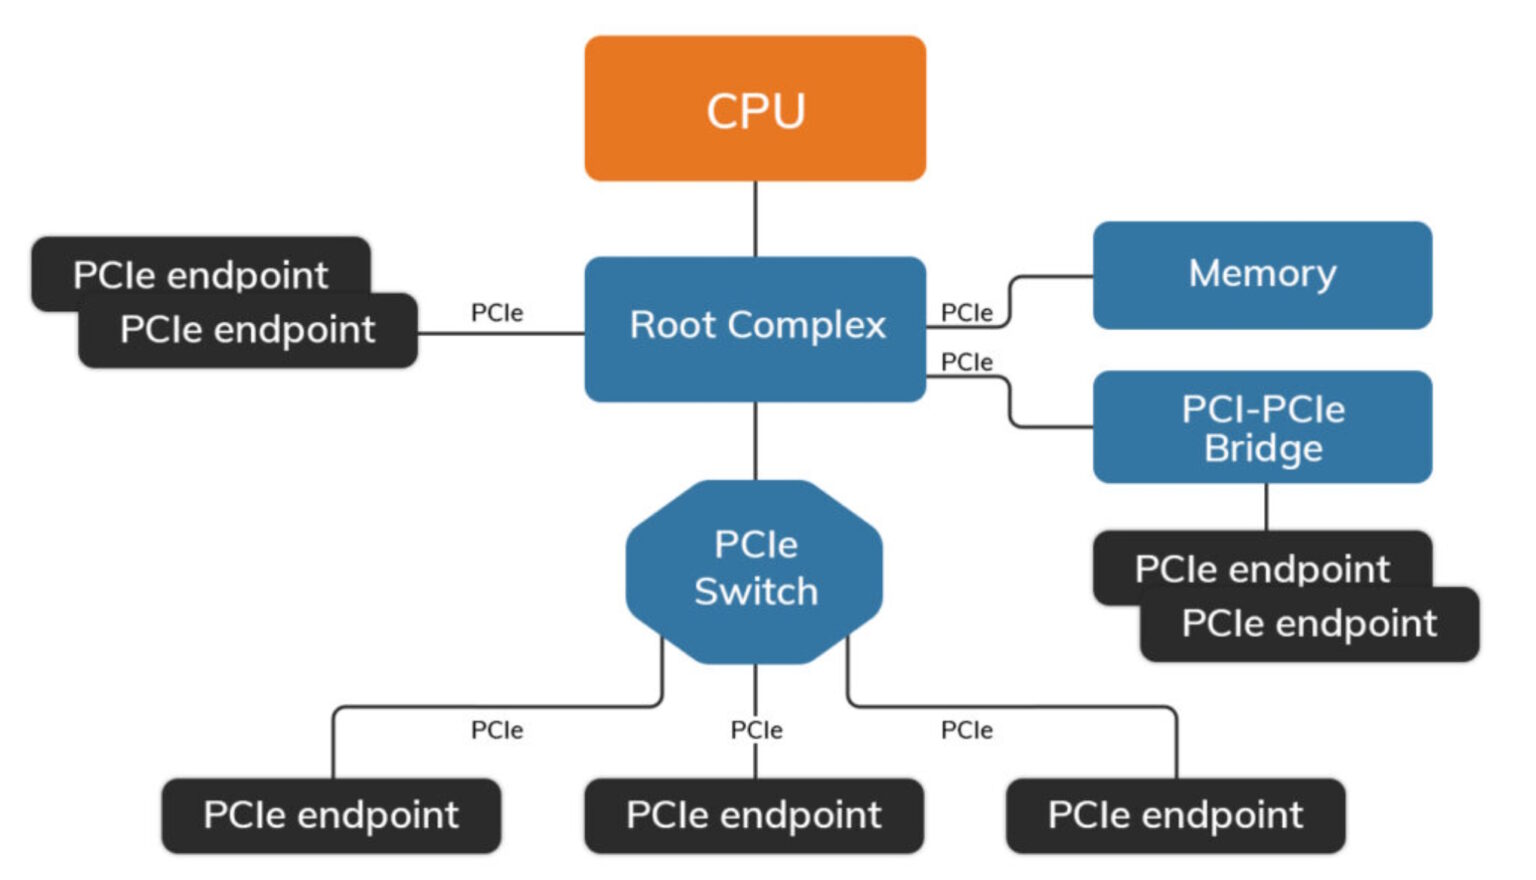 CPU
PCIe endpoint
PCIe endpoint
PCIe
Root Complex
PCIe
Memory
PCIe
PCI-PCIe
Bridge
PCIe
Switch
PCIe endpoint
PCIe endpoint
PCIe
PCIe
PCIe
PCIe endpoint
PCIe endpoint
PCIe endpoint